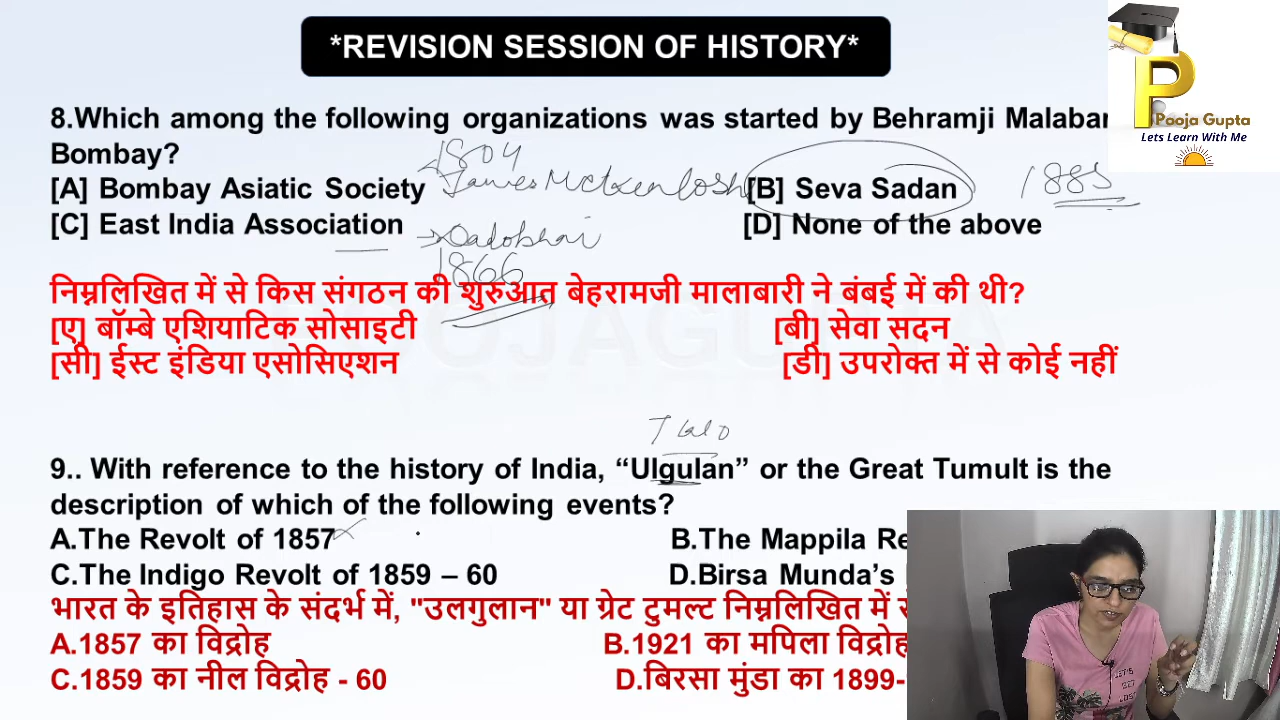 *REVISION SESSION OF HISTORY*
P
Pooja Gupta
Lets Learn With Me
8.Which among the following organizations was started by Behramji Malabar
Bombay?
1804
[A] Bombay Asiatic Society James McKenlosh [B] Seva Sadan 1885
[C] East India Association Dadobhai [D] None of the above
1866
निम्नलिखित में से किस संगठन की शुरुआत बेहरामजी मालाबारी ने बंबई में की थी?
[ए] बॉम्बे एशियाटिक सोसाइटी [बी] सेवा सदन
[सी] ईस्ट इंडिया एसोसिएशन [डी] उपरोक्त में से कोई नहीं
9.. With reference to the history of India, “Ulgulan” or the Great Tumult is the
description of which of the following events?
A.The Revolt of 1857 B.The Mappila Re
C.The Indigo Revolt of 1859 – 60 D.Birsa Munda’s
भारत के इतिहास के संदर्भ में, "उलगुलान" या ग्रेट टुमल्ट निम्नलिखित में
A.1857 का विद्रोह B.1921 का मपिला विद्रोह
C.1859 का नील विद्रोह - 60 D.बिरसा मुंडा का 1899-